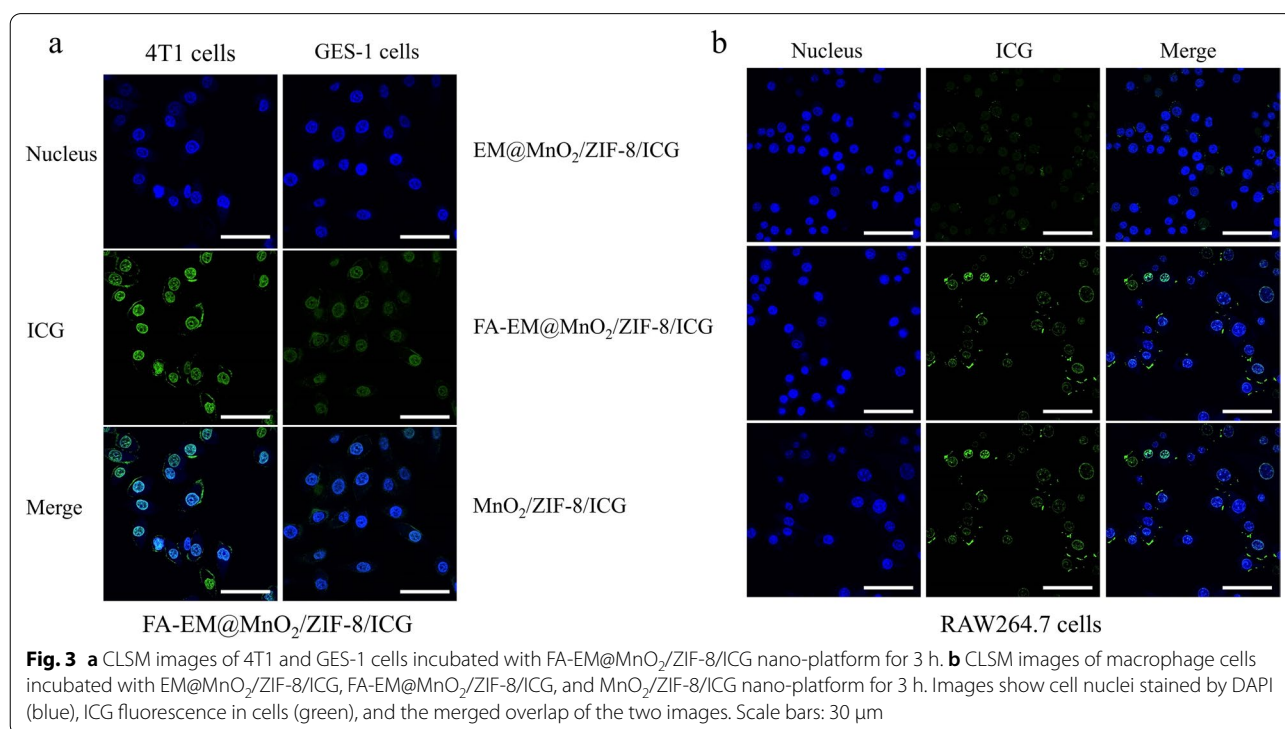 a
4T1 cells
GES-1 cells
Nucleus
ICG
Merge
FA-EM@MnO₂/ZIF-8/ICG
b
Nucleus
ICG
Merge
EM@MnO₂/ZIF-8/ICG
FA-EM@MnO₂/ZIF-8/ICG
MnO₂/ZIF-8/ICG
RAW264.7 cells
Fig. 3 a CLSM images of 4T1 and GES-1 cells incubated with FA-EM@MnO₂/ZIF-8/ICG nano-platform for 3 h. b CLSM images of macrophage cells
incubated with EM@MnO₂/ZIF-8/ICG, FA-EM@MnO₂/ZIF-8/ICG, and MnO₂/ZIF-8/ICG nano-platform for 3 h. Images show cell nuclei stained by DAPI
(blue), ICG fluorescence in cells (green), and the merged overlap of the two images. Scale bars: 30 μm